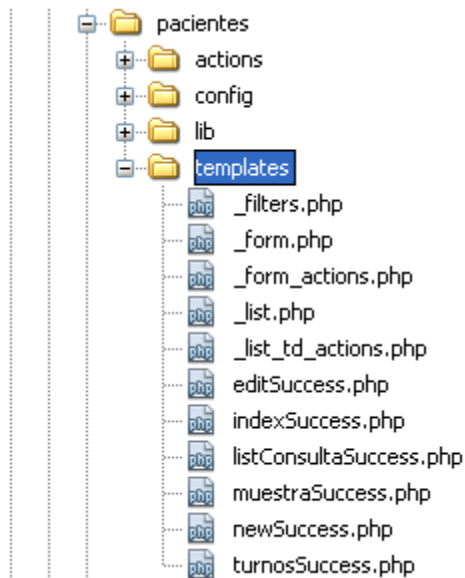 pacientes
actions
config
lib
templates
_filters.php
_form.php
_form_actions.php
_list.php
_list_td_actions.php
editSuccess.php
indexSuccess.php
listConsultaSuccess.php
muestraSuccess.php
newSuccess.php
turnosSuccess.php